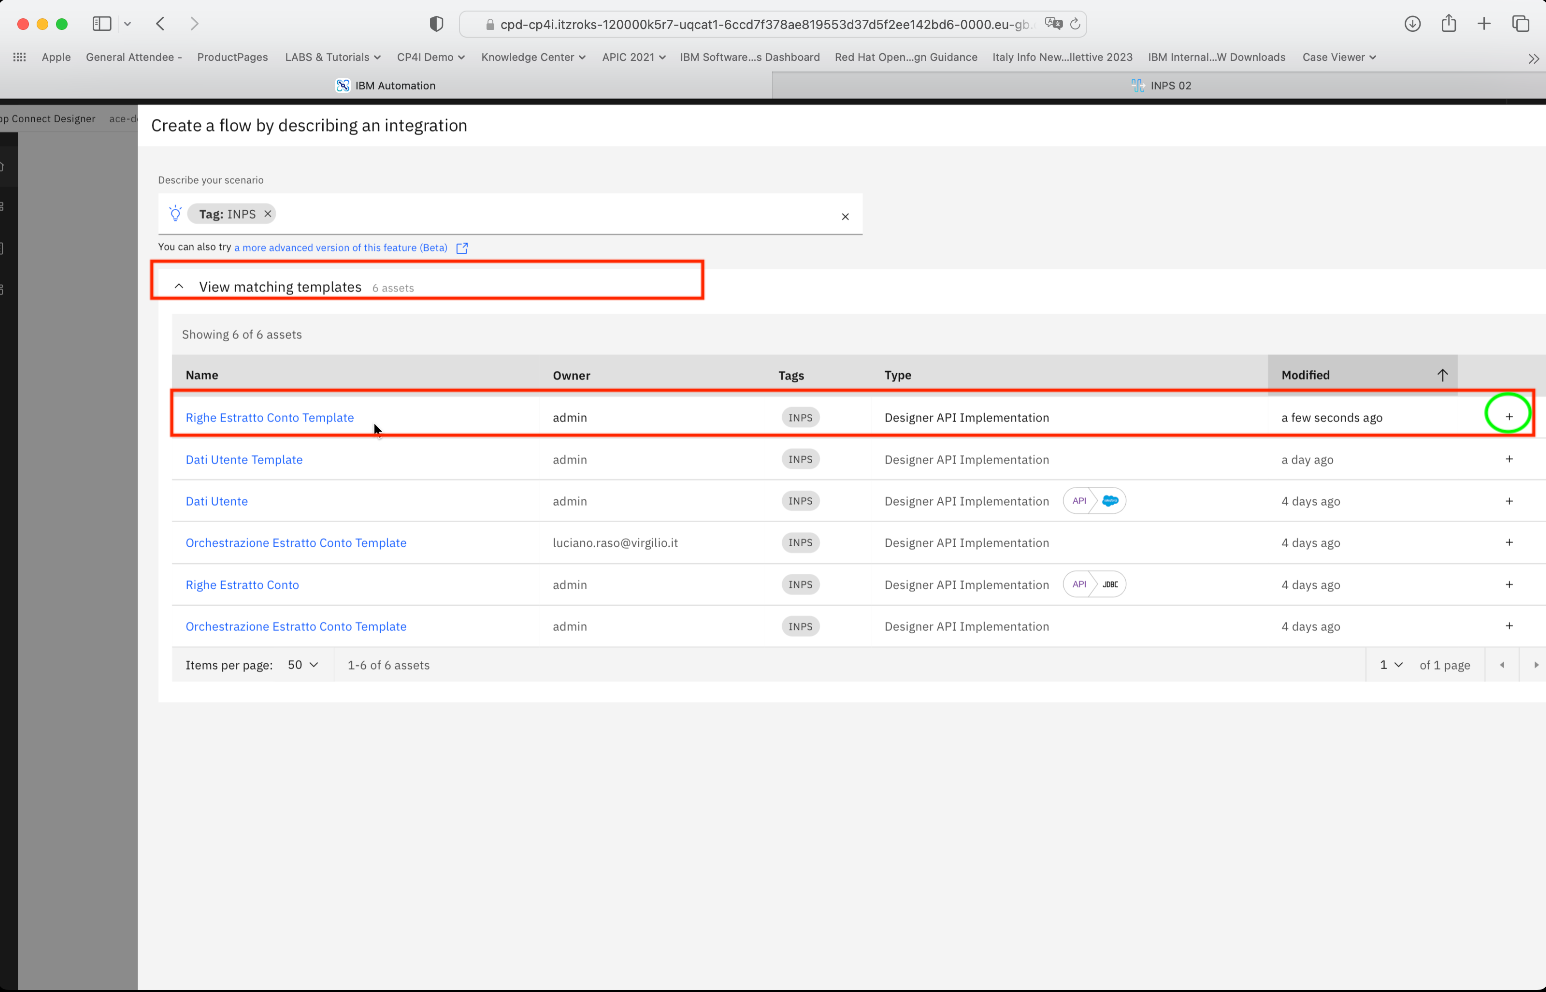 cpd-cp4i.itzroks-120000k5r7-uqcat1-6ccd7f378ae819553d37d5f2ee142bd6-0000.eu-gb.
Apple General Attendee - ProductPages LABS & Tutorials CP4I Demo Knowledge Center APIC 2021 IBM Software...s Dashboard Red Hat Open...gn Guidance Italy Info New...llettive 2023 IBM Internal...W Downloads Case Viewer
IBM Automation INPS 02
pp Connect Designer ace-d
Create a flow by describing an integration
Describe your scenario
Tag: INPS ×
×
You can also try a more advanced version of this feature (Beta)
View matching templates 6 assets
Showing 6 of 6 assets
Name Owner Tags Type Modified
Righe Estratto Conto Template admin INPS Designer API Implementation a few seconds ago +
Dati Utente Template admin INPS Designer API Implementation a day ago +
Dati Utente admin INPS Designer API Implementation API 4 days ago +
Orchestrazione Estratto Conto Template luciano.raso@virgilio.it INPS Designer API Implementation 4 days ago +
Righe Estratto Conto admin INPS Designer API Implementation API JDBC 4 days ago +
Orchestrazione Estratto Conto Template admin INPS Designer API Implementation 4 days ago +
Items per page: 50 1-6 of 6 assets 1 of 1 page